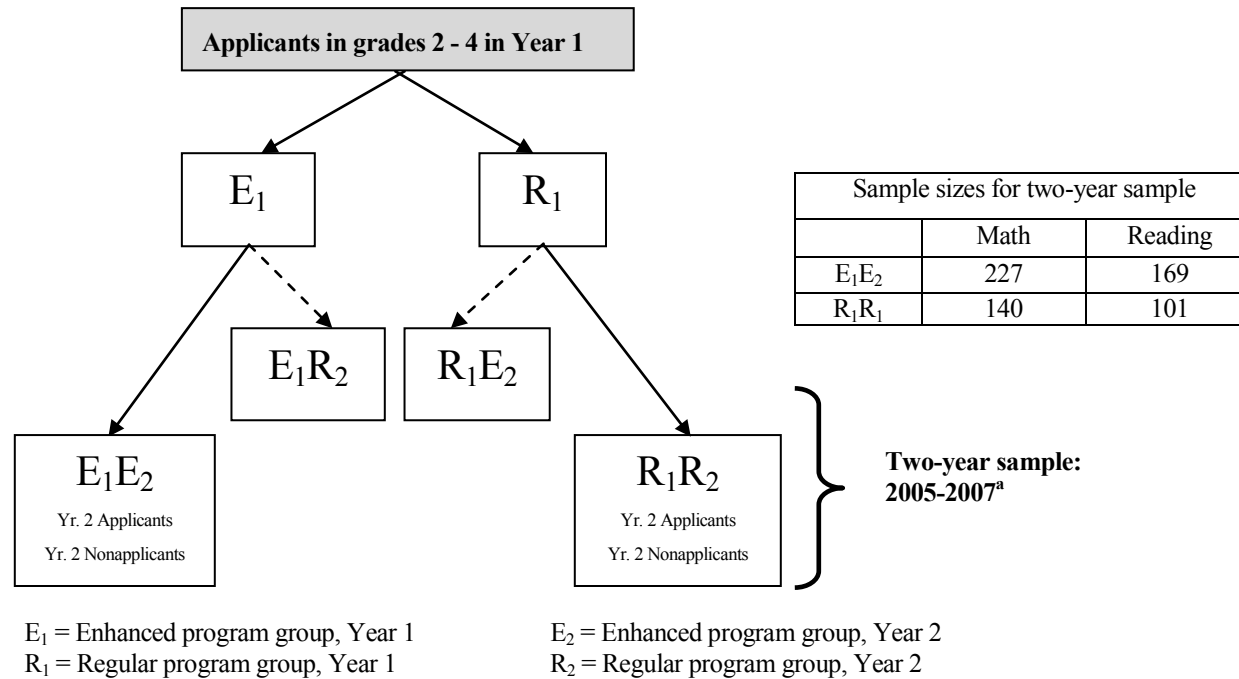 Applicants in grades 2 - 4 in Year 1
E₁
R₁
Sample sizes for two-year sample
Math Reading
E₁E₂ 227 169
R₁R₁ 140 101
E₁R₂
R₁E₂
E₁E₂
Yr. 2 Applicants
Yr. 2 Nonapplicants
R₁R₂
Yr. 2 Applicants
Yr. 2 Nonapplicants
Two-year sample:
2005-2007ᵃ
E₁ = Enhanced program group, Year 1
R₁ = Regular program group, Year 1
E₂ = Enhanced program group, Year 2
R₂ = Regular program group, Year 2